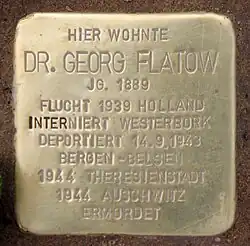 HIER WOHNTE
DR. GEORG FLATOW
JG. 1889
FLUCHT 1939 HOLLAND
INTERNIERT WESTERBORK
DEPORTIERT 14.9.1943
BERGEN-BELSEN
1944 THERESIENSTADT
1944 AUSCHWITZ
ERMORDET